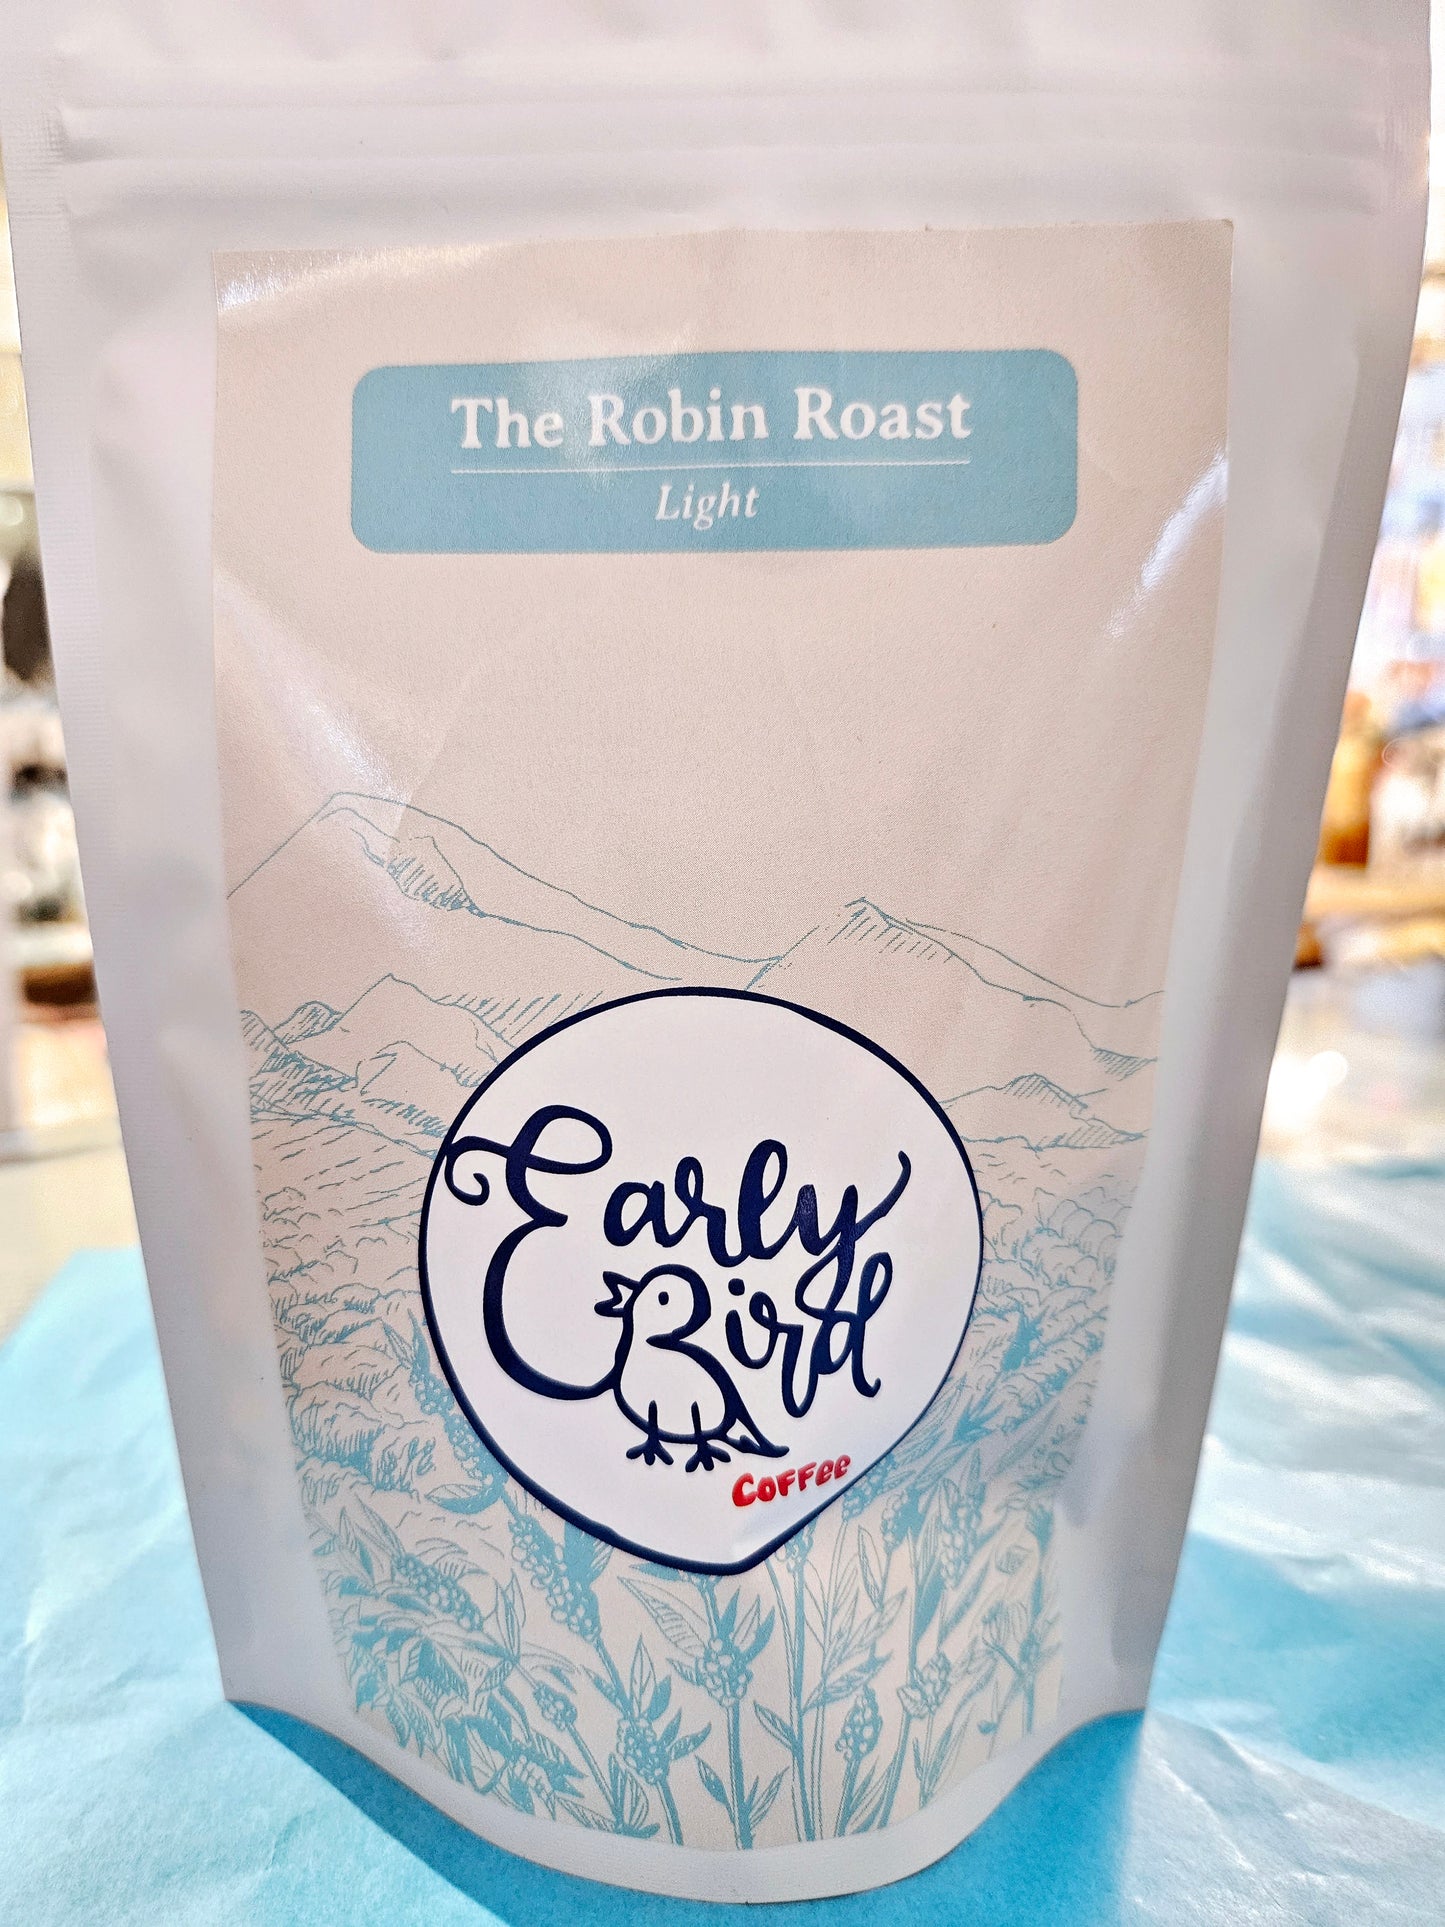 The Robin Roast
Light
Early
Bird
Coffee